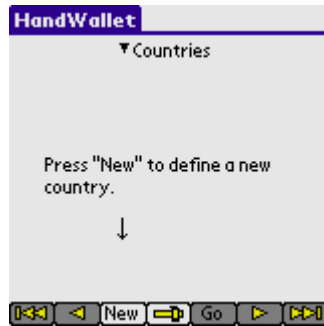 HandWallet
Countries
Press "New" to define a new
country.
New Go